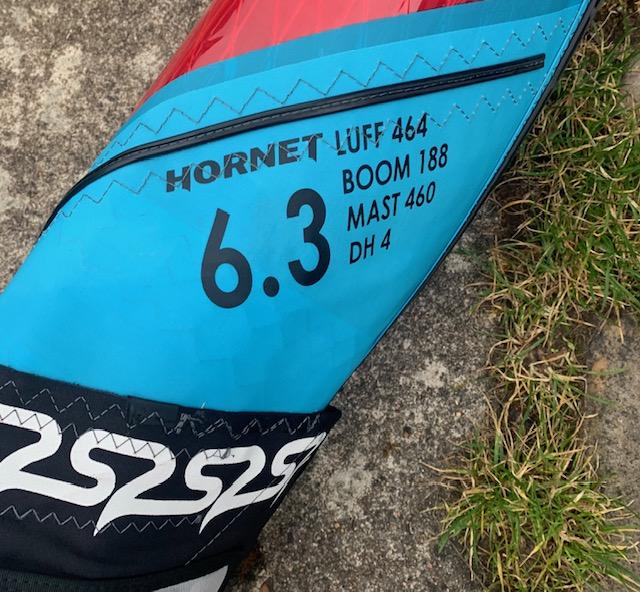 HORNET
6.3
LUFF 464
BOOM 188
MAST 460
DH 4